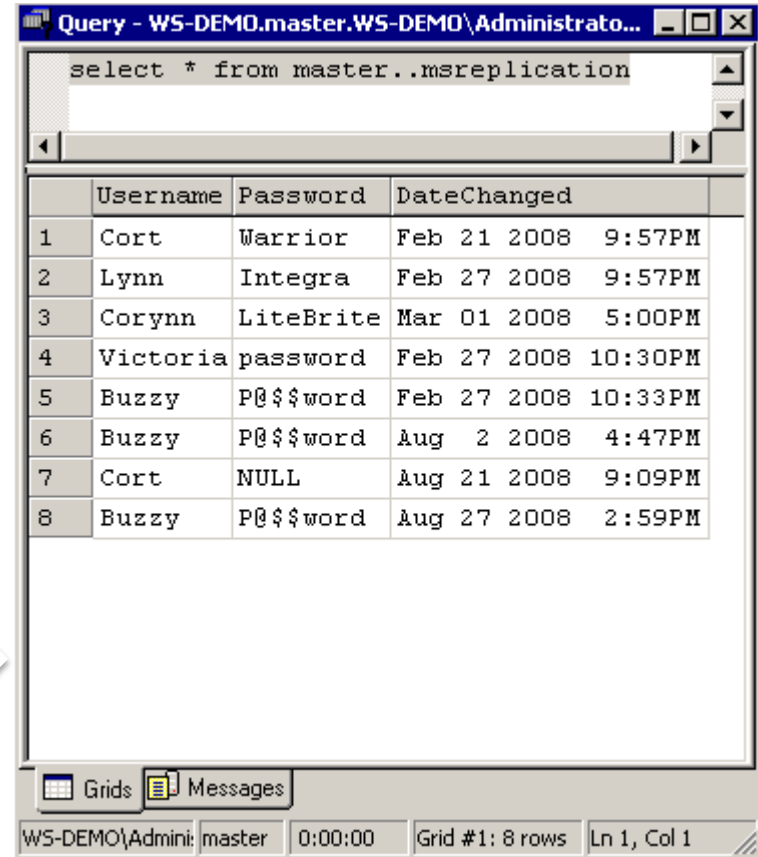 Query - WS-DEMO.master.WS-DEMO\Administrato...
select * from master..msreplication
Username Password DateChanged
1 Cort Warrior Feb 21 2008 9:57PM
2 Lynn Integra Feb 27 2008 9:57PM
3 Corynn LiteBrite Mar 01 2008 5:00PM
4 Victoria password Feb 27 2008 10:30PM
5 Buzzy P@$$word Feb 27 2008 10:33PM
6 Buzzy P@$$word Aug 2 2008 4:47PM
7 Cort NULL Aug 21 2008 9:09PM
8 Buzzy P@$$word Aug 27 2008 2:59PM
Grids Messages
WS-DEMO\Admini: master 0:00:00 Grid #1: 8 rows Ln 1, Col 1